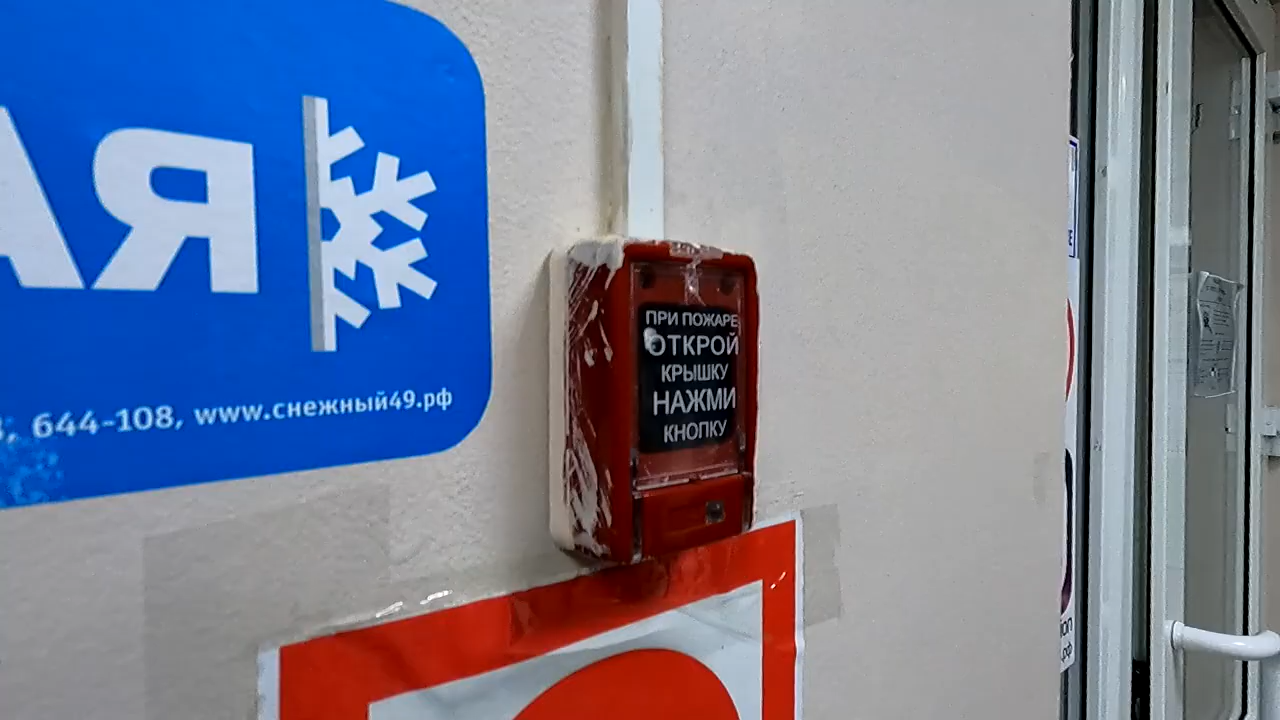 АЯ
644-108, www.снежный49.рф
ПРИ ПОЖАРЕ
ОТКРОЙ
КРЫШКУ
НАЖМИ
КНОПКУ